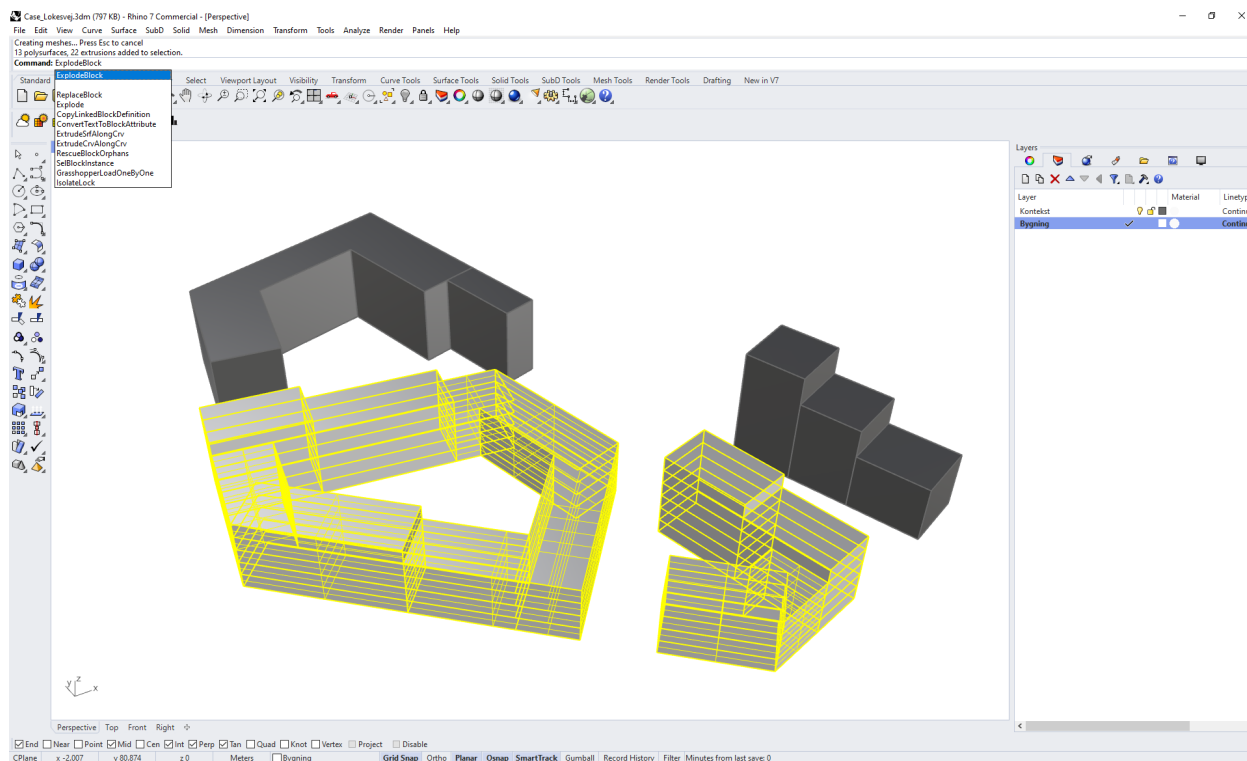 Case_Lokesvej.3dm (797 KB) - Rhino 7 Commercial - [Perspective]
File Edit View Curve Surface SubD Solid Mesh Dimension Transform Tools Analyze Render Panels Help
Creating meshes... Press Esc to cancel
13 polysurfaces, 22 extrusions added to selection.
Command: ExplodeBlock
Standard Select Viewport Layout Visibility Transform Curve Tools Surface Tools Solid Tools SubD Tools Mesh Tools Render Tools Drafting New in V7
ExplodeBlock
ReplaceBlock
Explode
CopyLinkedBlockDefinition
ConvertTextToBlockAttribute
ExtrudeSrfAlongCrv
ExtrudeCrvAlongCrv
RescueBlockOrphans
SelBlockInstance
GrasshopperLoadOneByOne
IsolateLock
Layers
Layer Material Linetyp
Kontekst Contin
Bygning Contin
z
y
x
Perspective Top Front Right
End Near Point Mid Cen Int Perp Tan Quad Knot Vertex Project Disable
CPlane x -2.007 y 80.874 z 0 Meters Bygning Grid Snap Ortho Planar Osnap SmartTrack Gumball Record History Filter Minutes from last save: 0